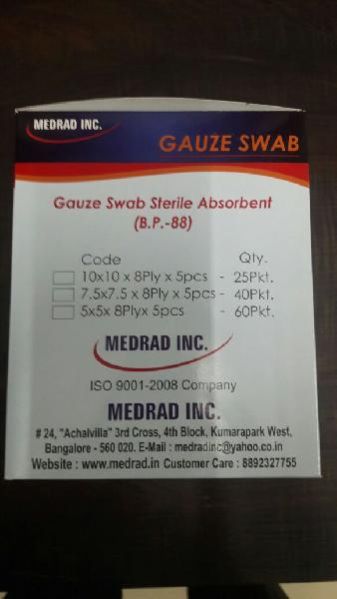 MEDRAD INC.
GAUZE SWAB
Gauze Swab Sterile Absorbent
(B.P.-88)
Code Qty.
10x10 x 8Ply x 5pcs - 25Pkt.
7.5x7.5 x 8Ply x 5pcs - 40Pkt.
5x5x 8Plyx 5pcs - 60Pkt.
MEDRAD INC.
ISO 9001-2008 Company
MEDRAD INC.
# 24, "Achalvilla" 3rd Cross, 4th Block, Kumarapark West,
Bangalore - 560 020. E-Mail : medradinc@yahoo.co.in
Website : www.medrad.in Customer Care : 8892327755